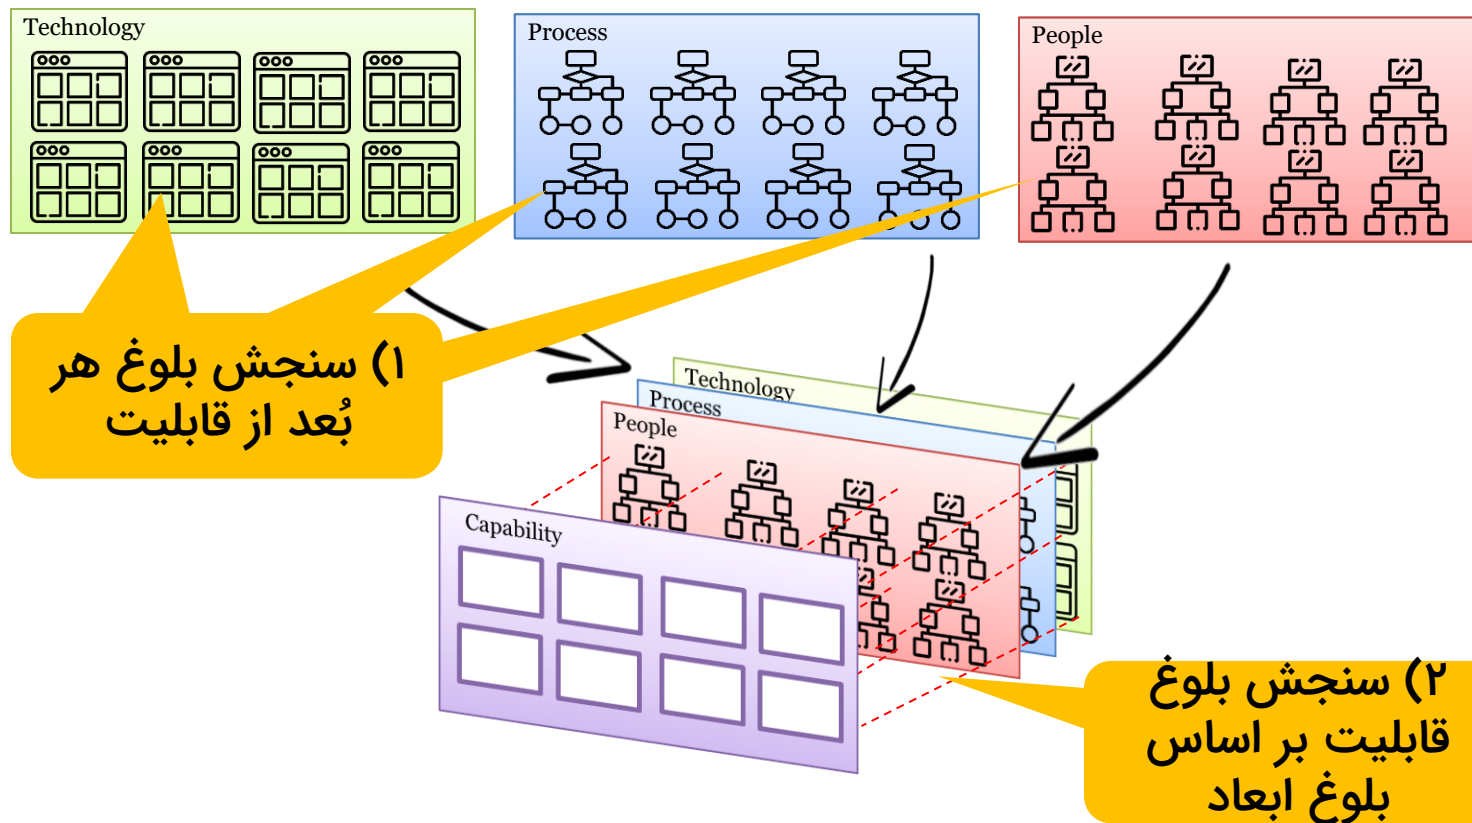 Technology
Process
People
۱) سنجش بلوغ هر
بُعد از قابلیت
Technology
Process
People
Capability
۲) سنجش بلوغ
قابلیت بر اساس
بلوغ ابعاد